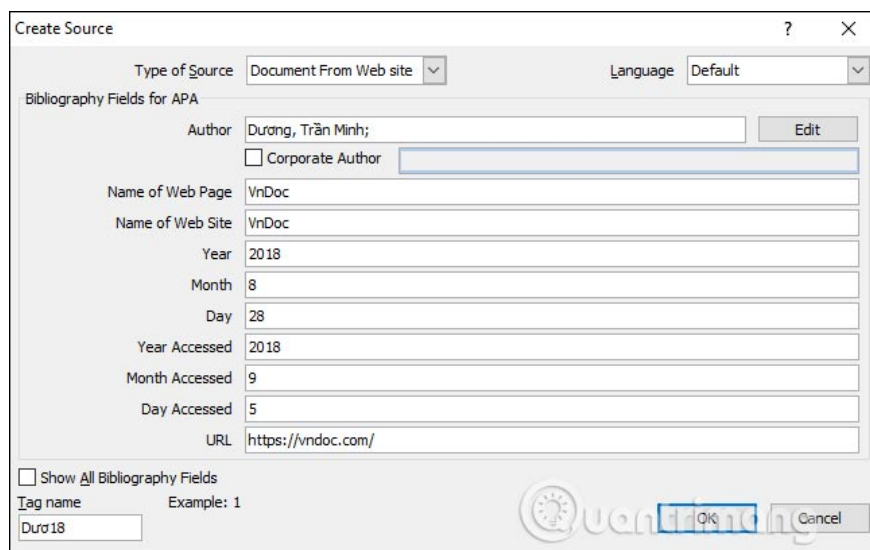 Create Source ? X
Type of Source Document From Web site Language Default
Bibliography Fields for APA
Author Dương, Trần Minh; Edit
Corporate Author
Name of Web Page VnDoc
Name of Web Site VnDoc
Year 2018
Month 8
Day 28
Year Accessed 2018
Month Accessed 9
Day Accessed 5
URL https://vndoc.com/
Show All Bibliography Fields
Tag name Example: 1
Dươ18
OK Cancel
Quantrimang